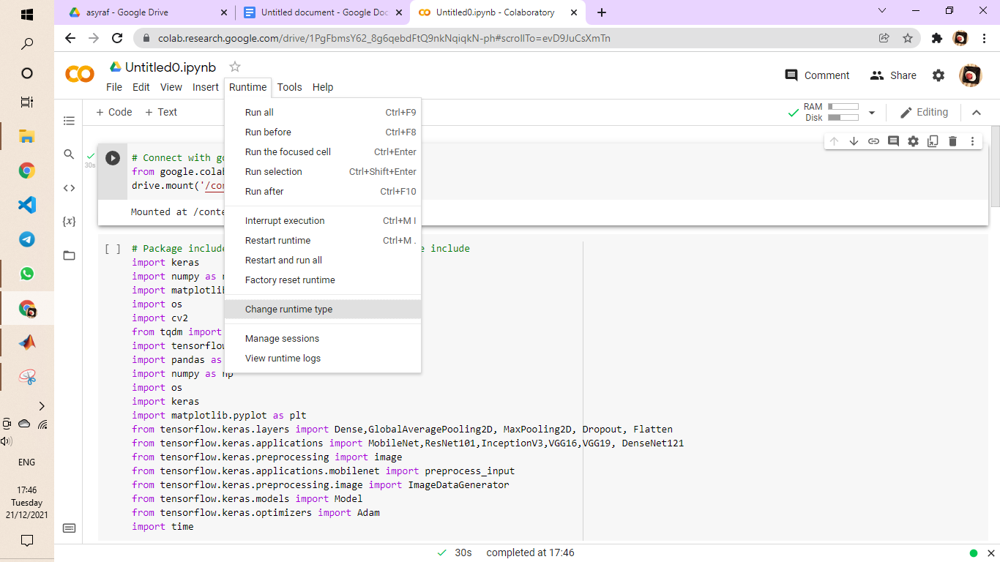 asyraf - Google Drive
Untitled document - Google Doc
Untitled0.ipynb - Colaboratory
colab.research.google.com/drive/1PgFbmsY62_8g6qebdFtQ9nkNqiqkN-ph#scrollTo=evD9JuCsXmTn
Untitled0.ipynb
Comment
Share
File Edit View Insert Runtime Tools Help
+ Code + Text
RAM
Disk
Editing
Run all Ctrl+F9
Run before Ctrl+F8
Run the focused cell Ctrl+Enter
Run selection Ctrl+Shift+Enter
Run after Ctrl+F10
Interrupt execution Ctrl+M I
Restart runtime Ctrl+M .
Restart and run all
Factory reset runtime
Change runtime type
Manage sessions
View runtime logs
30s
# Connect with go
from google.colab
drive.mount('/con
Mounted at /conte
[ ] # Package include e include
import keras
import numpy as n
import matplotlib
import os
import cv2
from tqdm import
import tensorflow
import pandas as
import numpy as np
import os
import keras
import matplotlib.pyplot as plt
from tensorflow.keras.layers import Dense,GlobalAveragePooling2D, MaxPooling2D, Dropout, Flatten
from tensorflow.keras.applications import MobileNet,ResNet101,InceptionV3,VGG16,VGG19, DenseNet121
from tensorflow.keras.preprocessing import image
from tensorflow.keras.applications.mobilenet import preprocess_input
from tensorflow.keras.preprocessing.image import ImageDataGenerator
from tensorflow.keras.models import Model
from tensorflow.keras.optimizers import Adam
import time
30s completed at 17:46
{x}
ENG
17:46
Tuesday
21/12/2021